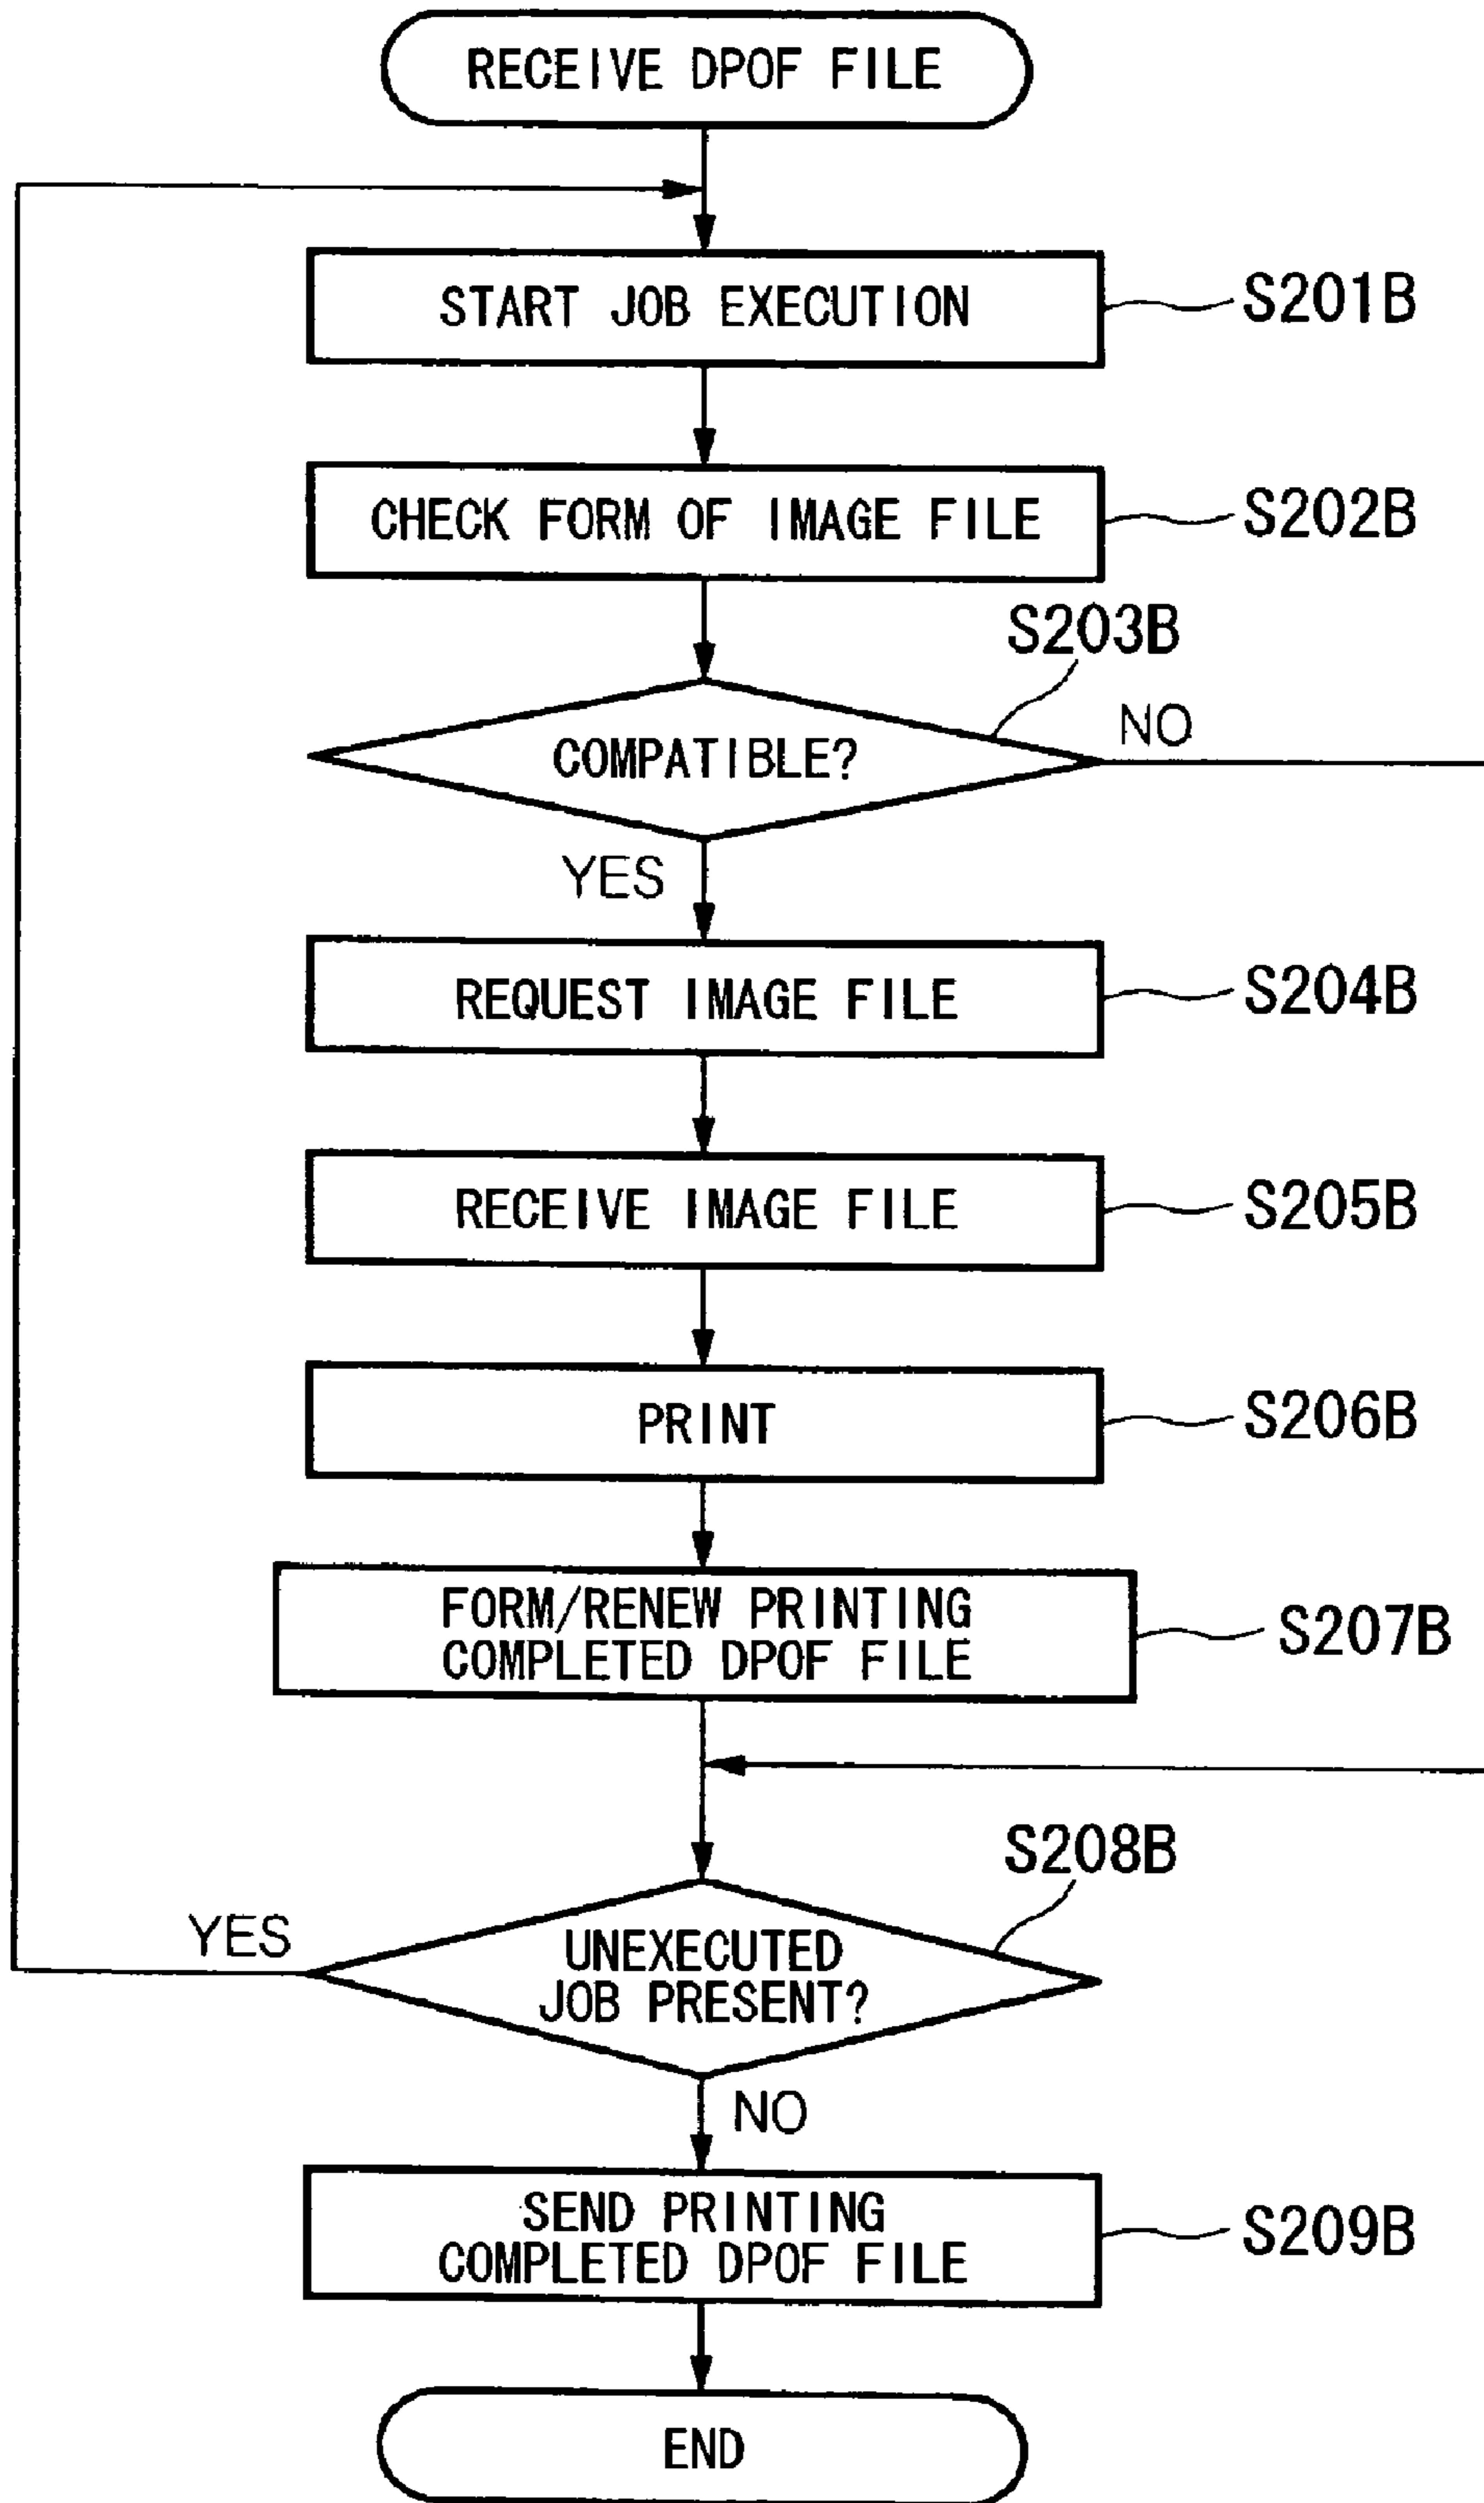 RECEIVE DPOF FILE
START JOB EXECUTION
S201B
CHECK FORM OF IMAGE FILE
S202B
S203B
COMPATIBLE?
NO
YES
REQUEST IMAGE FILE
S204B
RECEIVE IMAGE FILE
S205B
PRINT
S206B
FORM/RENEW PRINTING
COMPLETED DPOF FILE
S207B
S208B
YES
UNEXECUTED
JOB PRESENT?
NO
SEND PRINTING
COMPLETED DPOF FILE
S209B
END